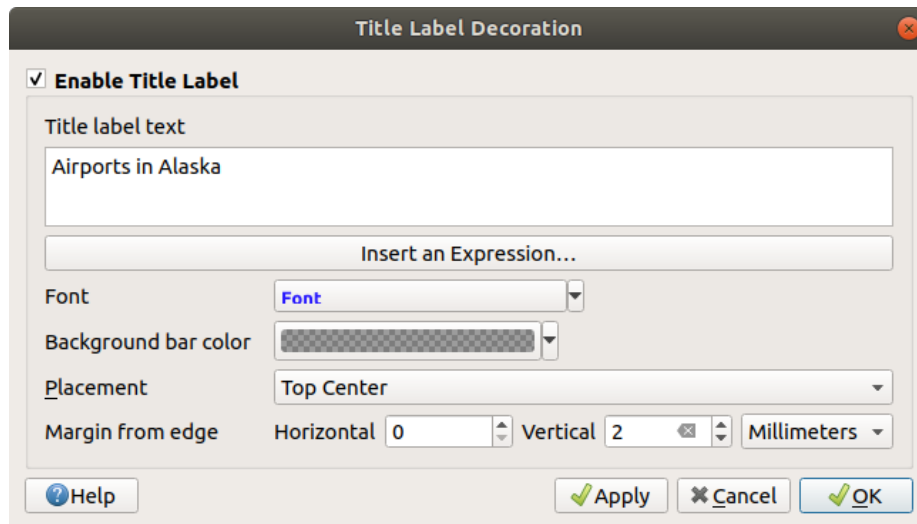 Title Label Decoration
Enable Title Label
Title label text
Airports in Alaska
Insert an Expression...
Font Font
Background bar color
Placement Top Center
Margin from edge Horizontal 0 Vertical 2 Millimeters
Help Apply Cancel OK